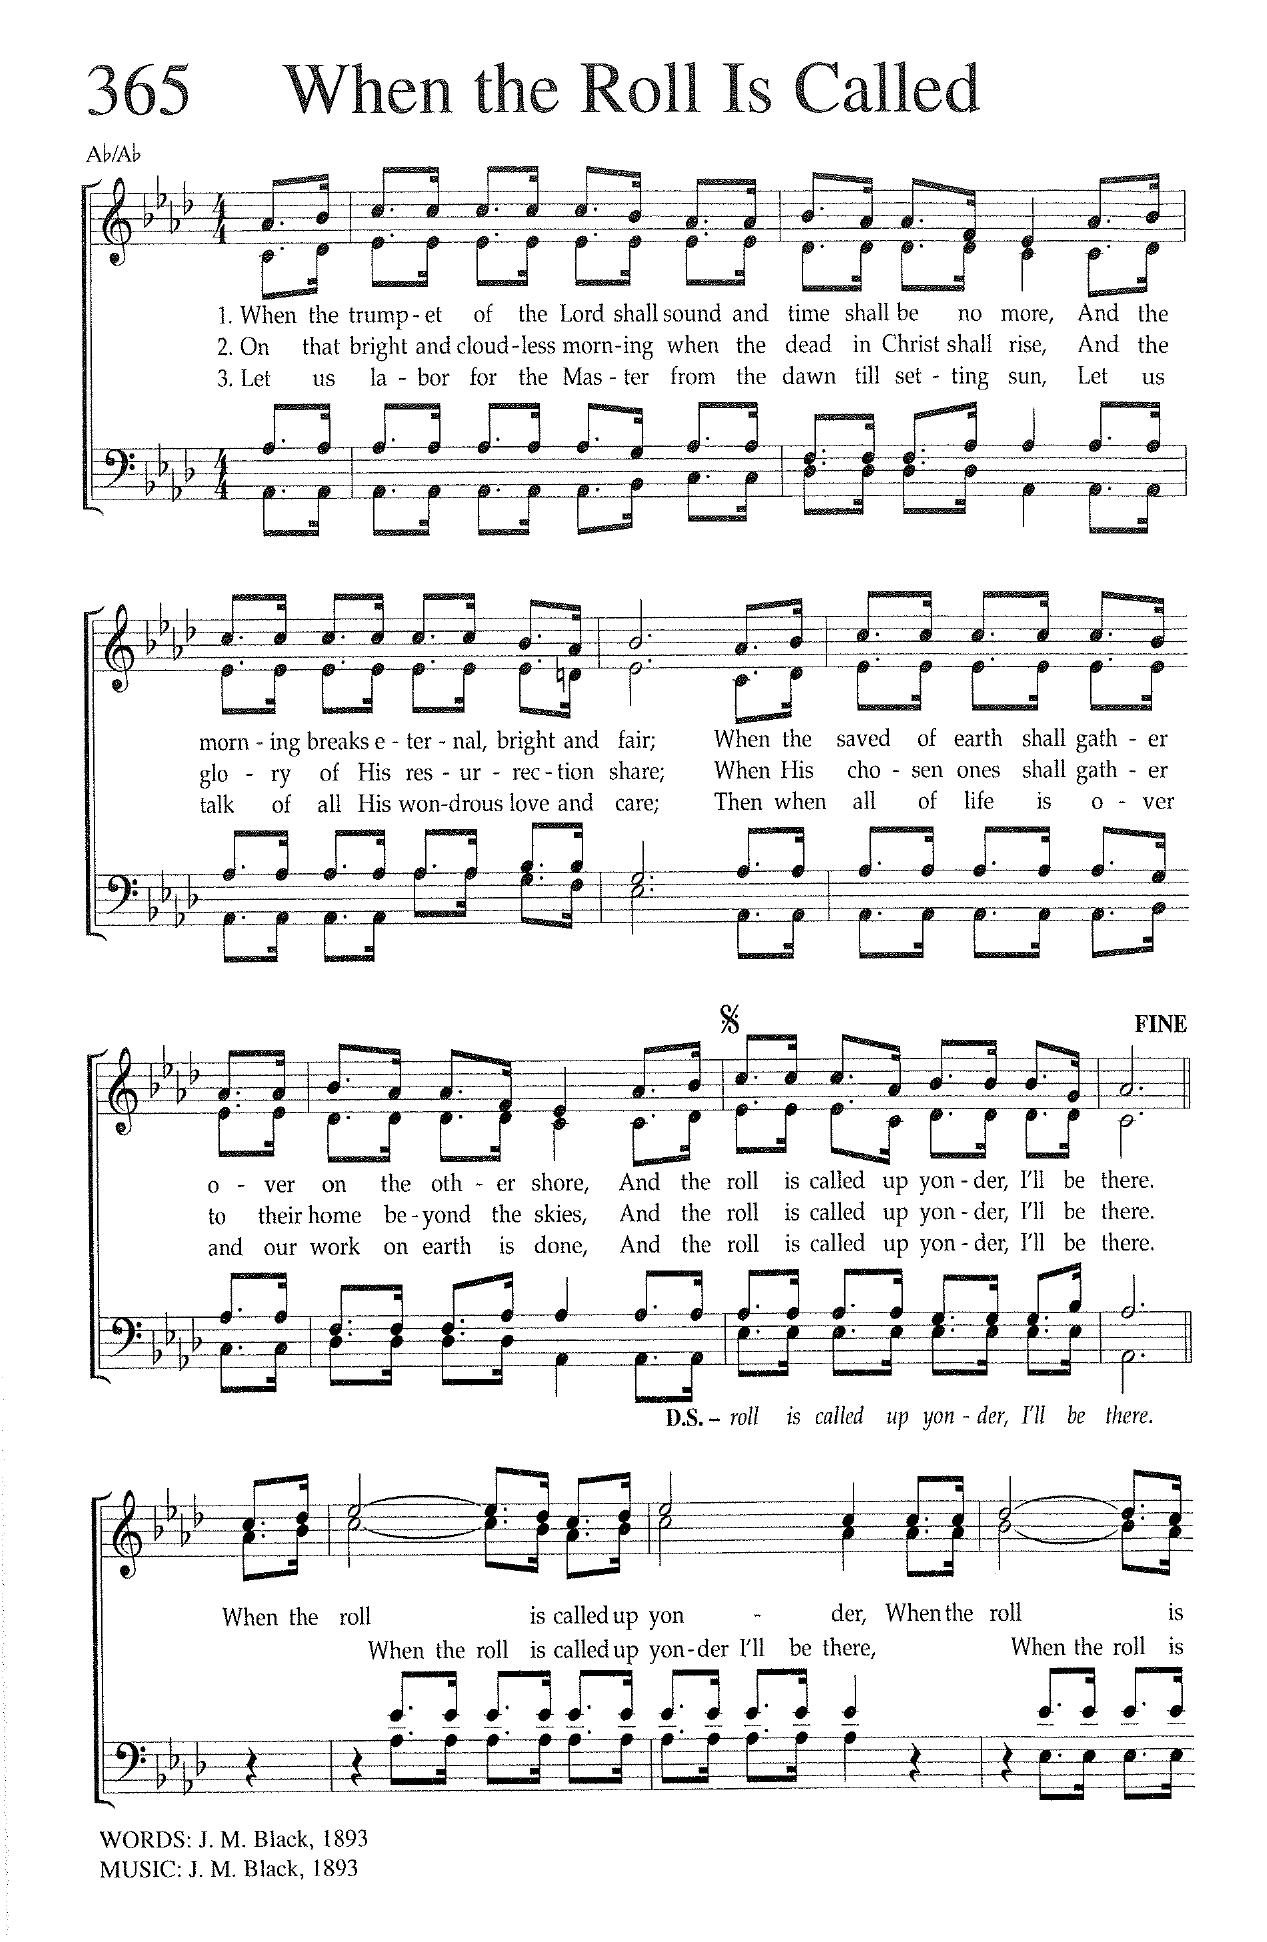 365 When the Roll Is Called
A♭/A♭
1. When the trump - et of the Lord shall sound and time shall be no more, And the
2. On that bright and cloud - less morn - ing when the dead in Christ shall rise, And the
3. Let us la - bor for the Mas - ter from the dawn till set - ting sun, Let us
morn - ing breaks e - ter - nal, bright and fair; When the saved of earth shall gath - er
glo - ry of His res - ur - rec - tion share; When His cho - sen ones shall gath - er
talk of all His won - drous love and care; Then when all of life is o - ver
FINE
o - ver on the oth - er shore, And the roll is called up yon - der, I'll be there.
to their home be - yond the skies, And the roll is called up yon - der, I'll be there.
and our work on earth is done, And the roll is called up yon - der, I'll be there.
D.S. – roll is called up yon - der, I'll be there.
When the roll is called up yon - der, When the roll is
When the roll is called up yon - der I'll be there, When the roll is
WORDS: J. M. Black, 1893
MUSIC: J. M. Black, 1893